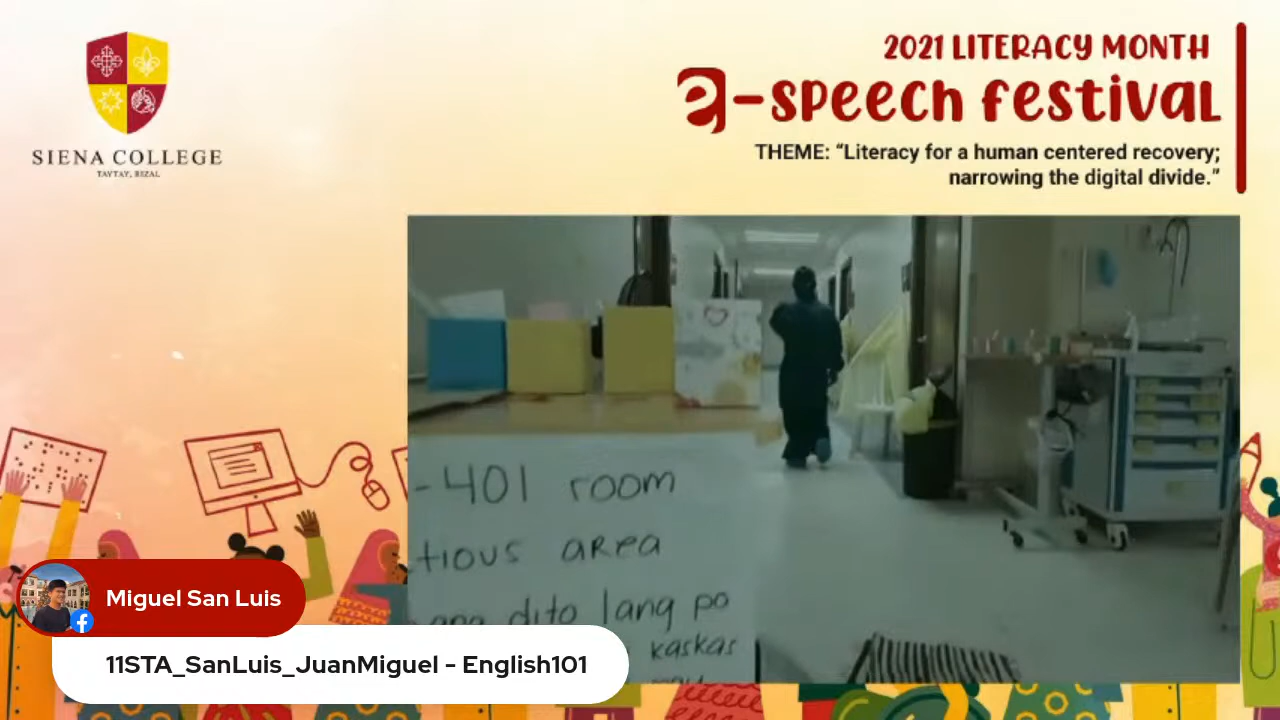 SIENA COLLEGE
TAYTAY, RIZAL
2021 LITERACY MONTH
e-speech festival
THEME: “Literacy for a human centered recovery;
narrowing the digital divide.”
-401 room
tious area
dito lang po
kaskas
Miguel San Luis
11STA_SanLuis_JuanMiguel - English101